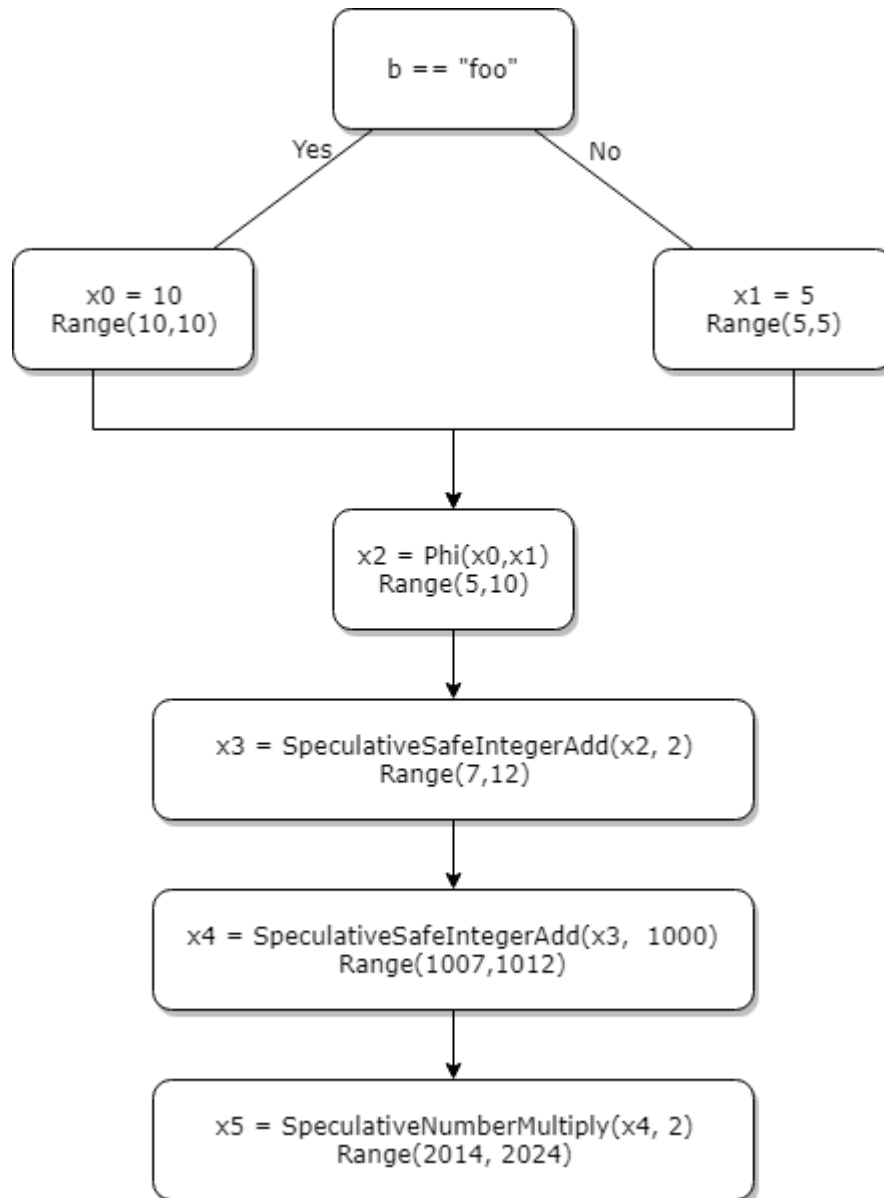 b == "foo"
Yes
No
x0 = 10
Range(10,10)
x1 = 5
Range(5,5)
x2 = Phi(x0,x1)
Range(5,10)
x3 = SpeculativeSafeIntegerAdd(x2, 2)
Range(7,12)
x4 = SpeculativeSafeIntegerAdd(x3,  1000)
Range(1007,1012)
x5 = SpeculativeNumberMultiply(x4, 2)
Range(2014, 2024)